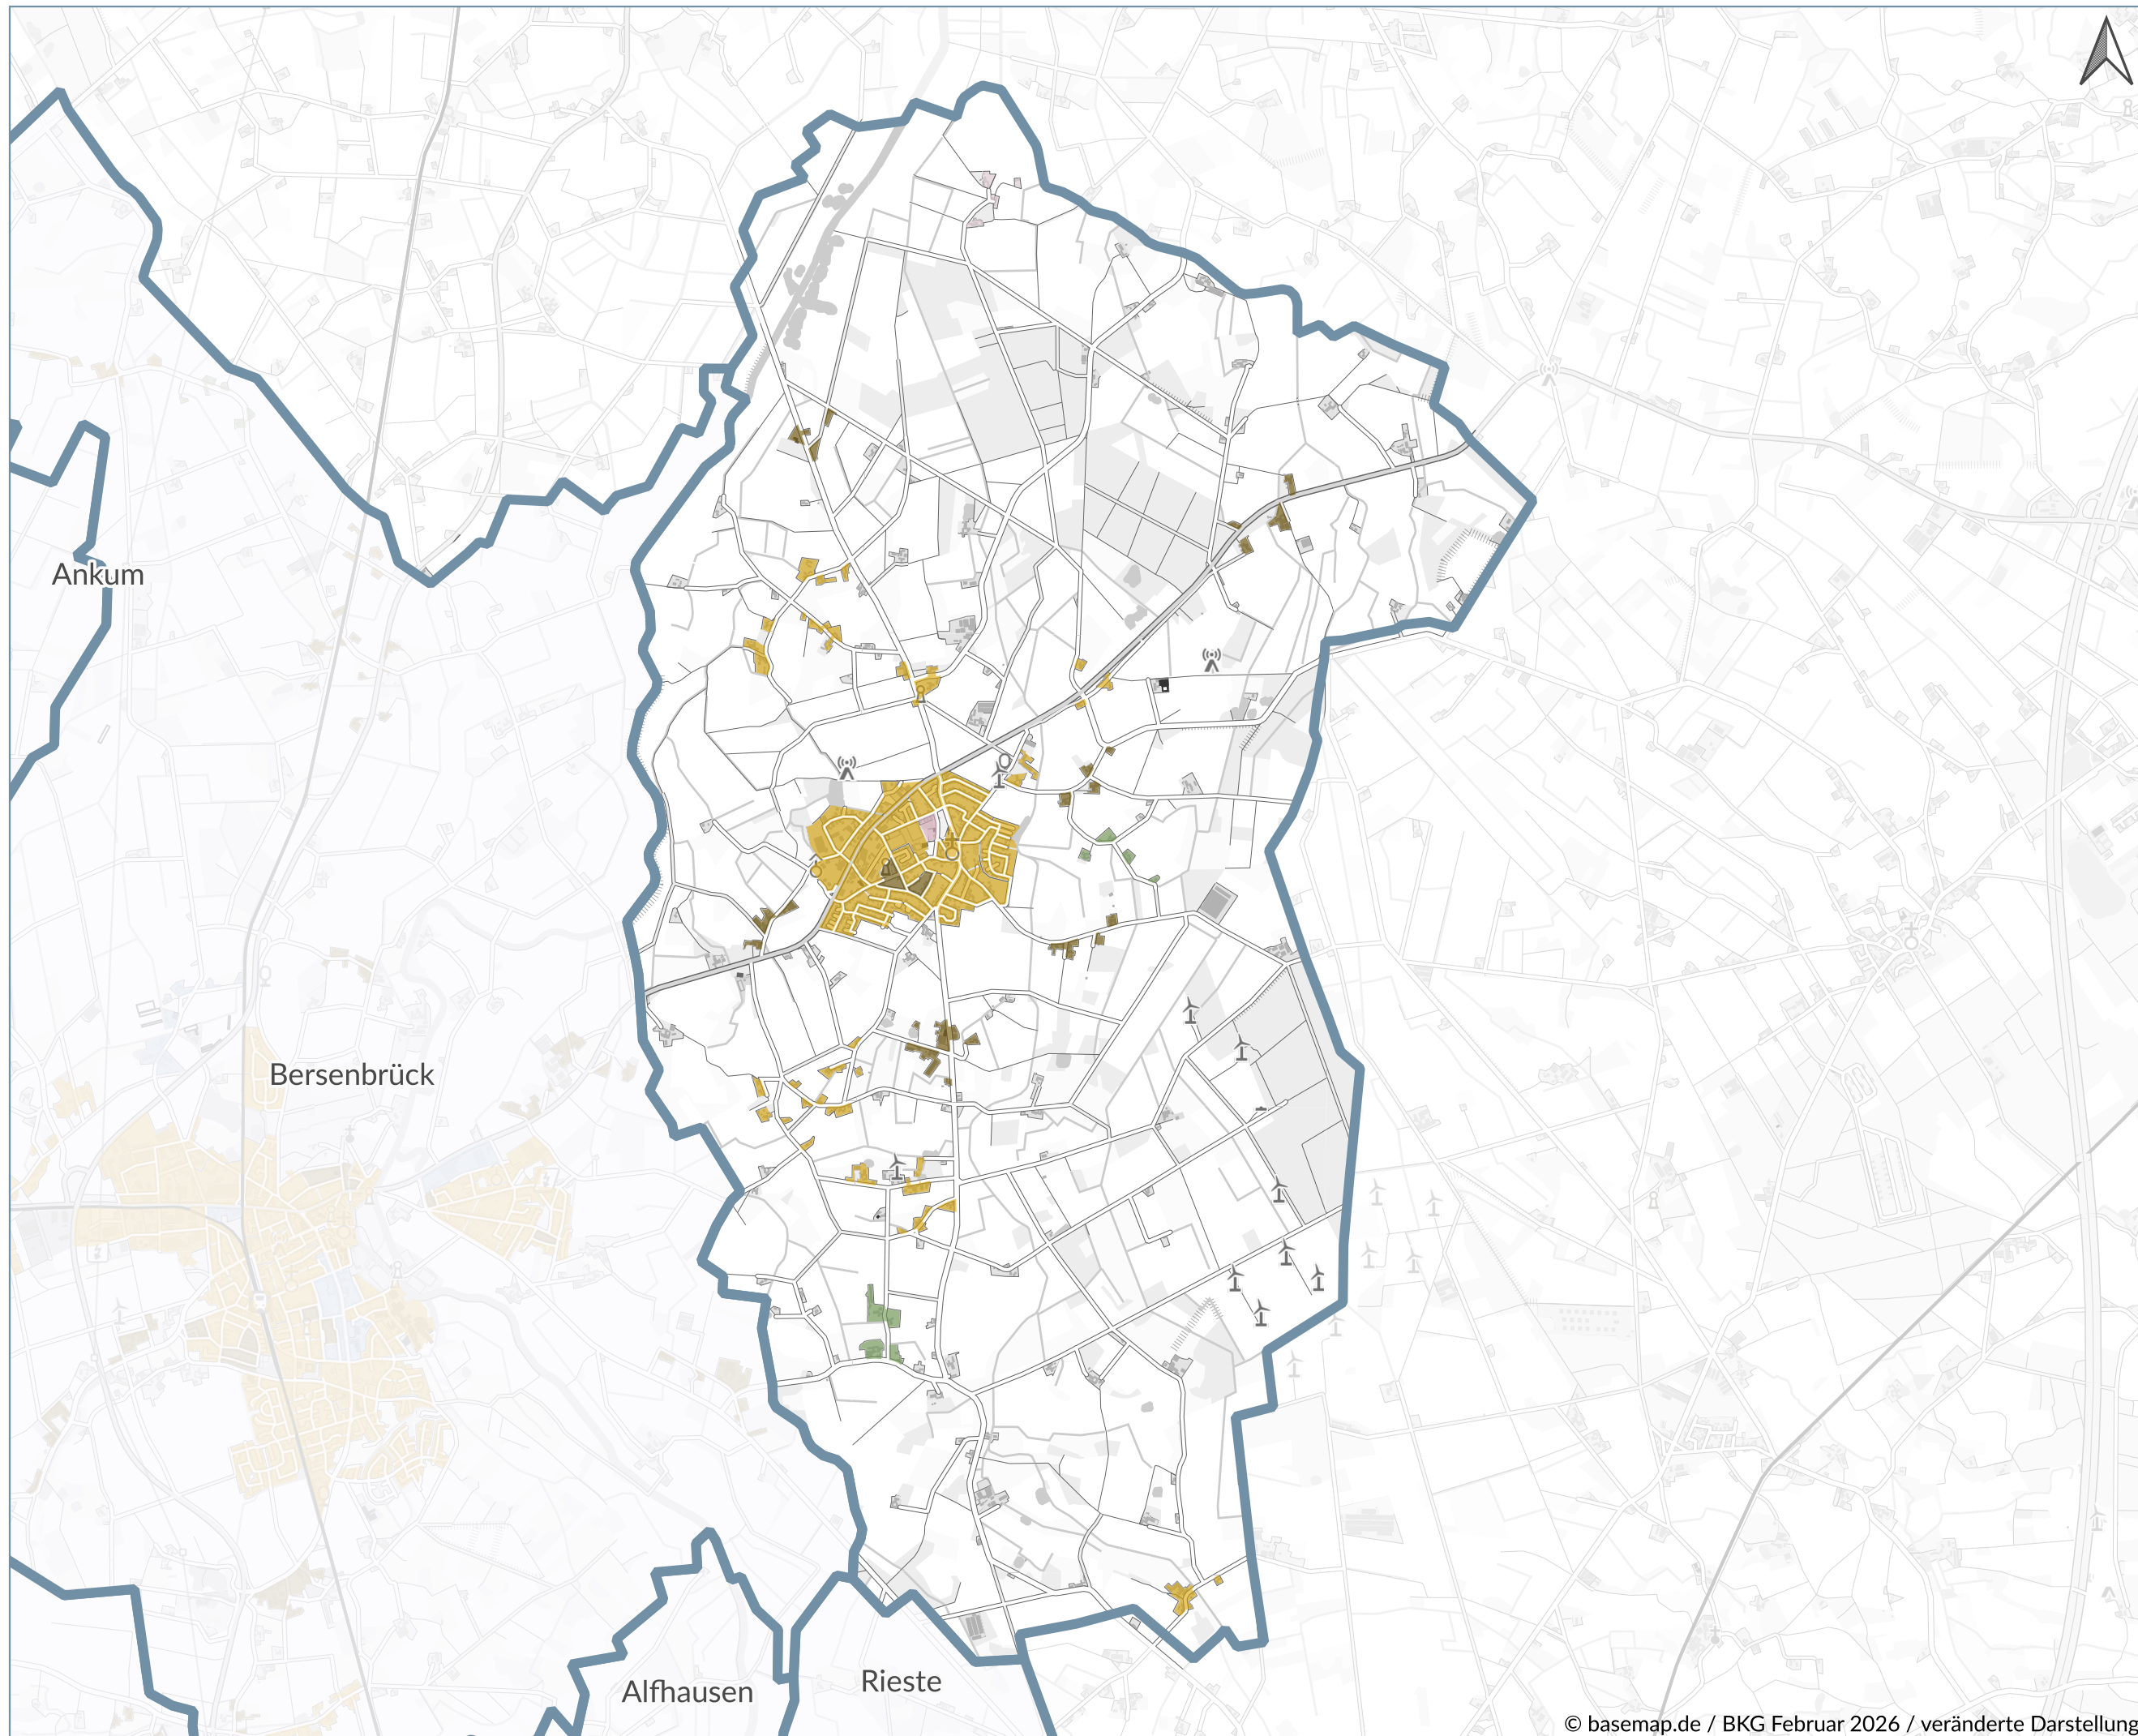 Ankum
Bersenbrück
Rieste
Alfhausen
© basemap.de / BKG Februar 2026 / veränderte Darstellung